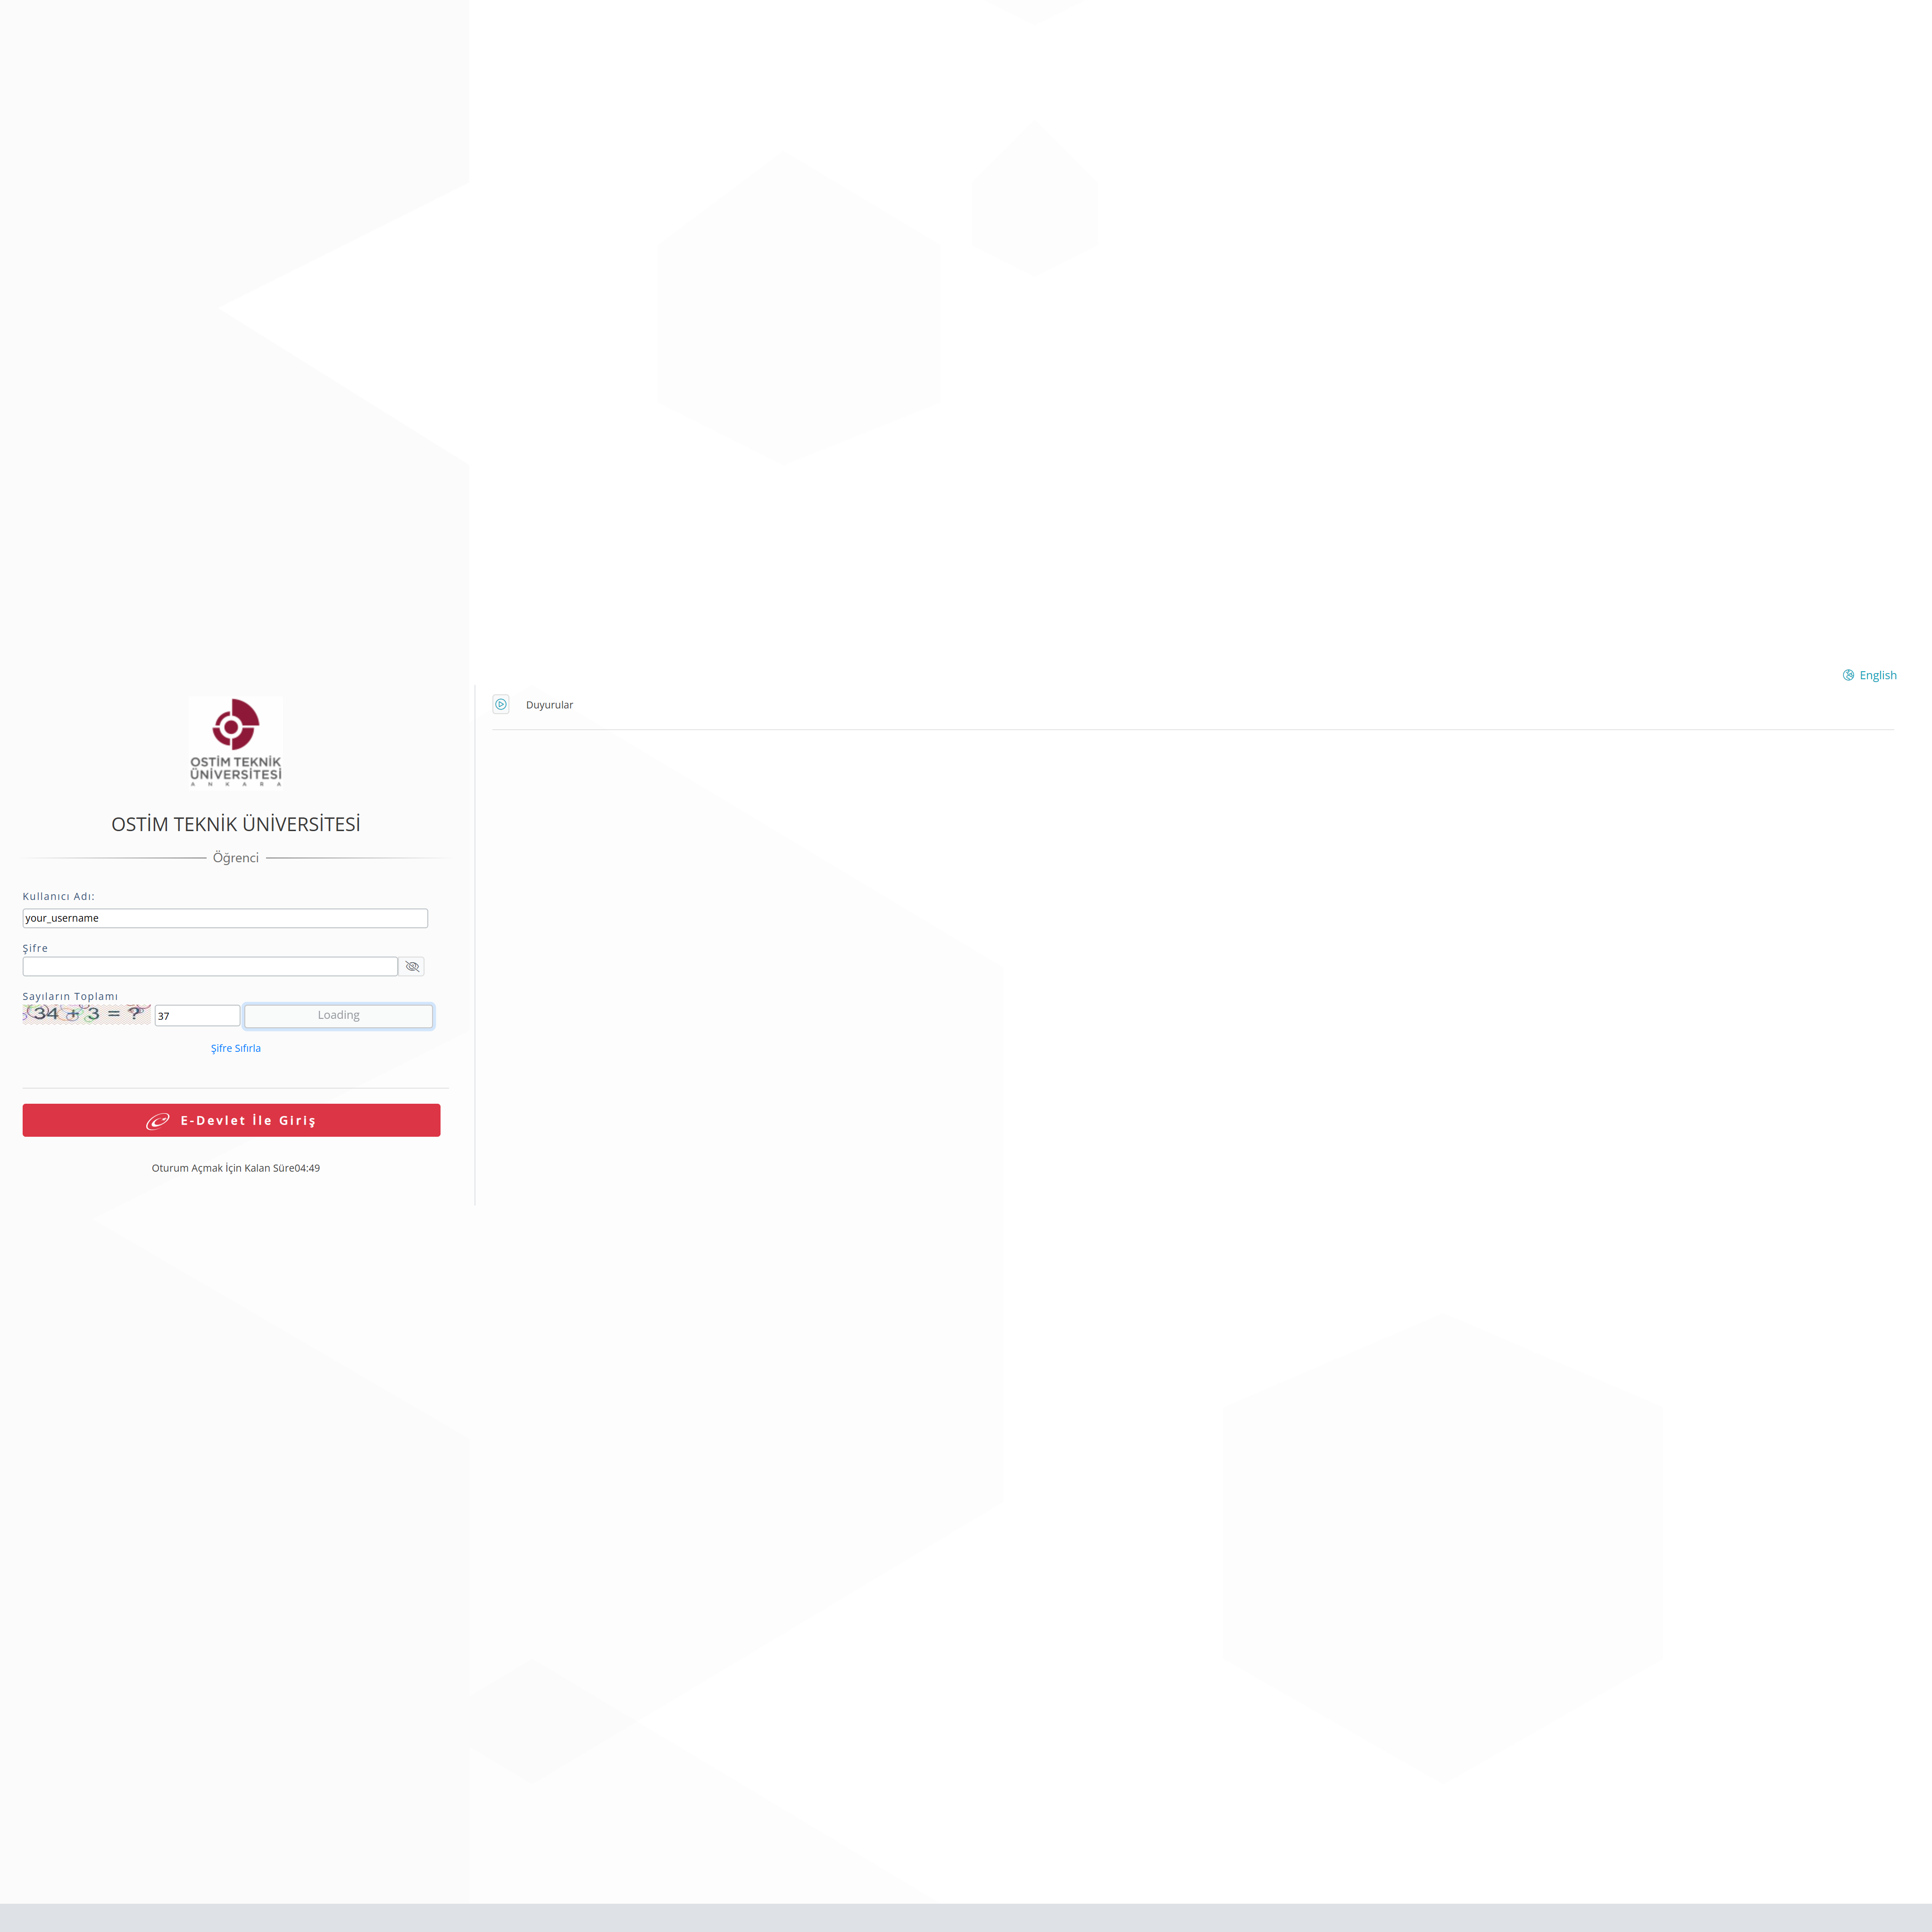 English
OSTİM TEKNİK
ÜNİVERSİTESİ
A N K A R A
OSTİM TEKNİK ÜNİVERSİTESİ
Öğrenci
Kullanıcı Adı:
your_username
Şifre
Sayıların Toplamı
34 + 3 = ? 37 Loading
Şifre Sıfırla
E-Devlet İle Giriş
Oturum Açmak İçin Kalan Süre04:49
Duyurular